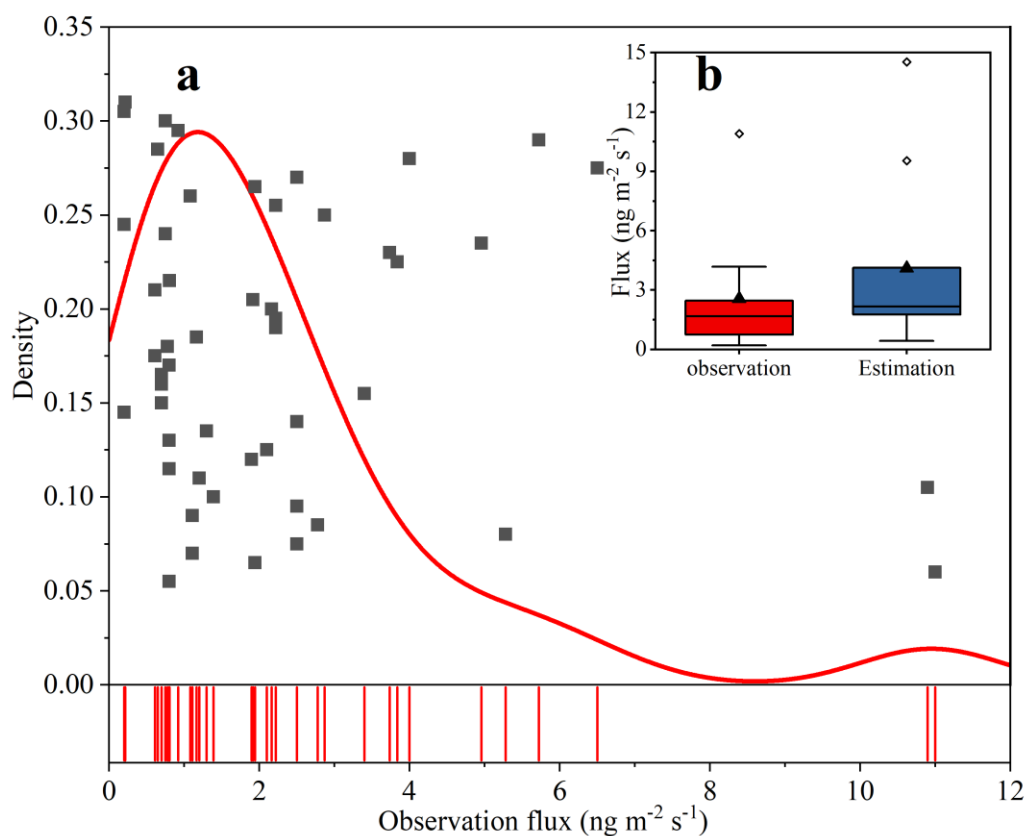 0.35
0.30
0.25
0.20
0.15
0.10
0.05
0.00
Density
a
0 2 4 6 8 10 12
Observation flux (ng m⁻² s⁻¹)
b
15
12
9
6
3
0
Flux (ng m⁻² s⁻¹)
observation Estimation